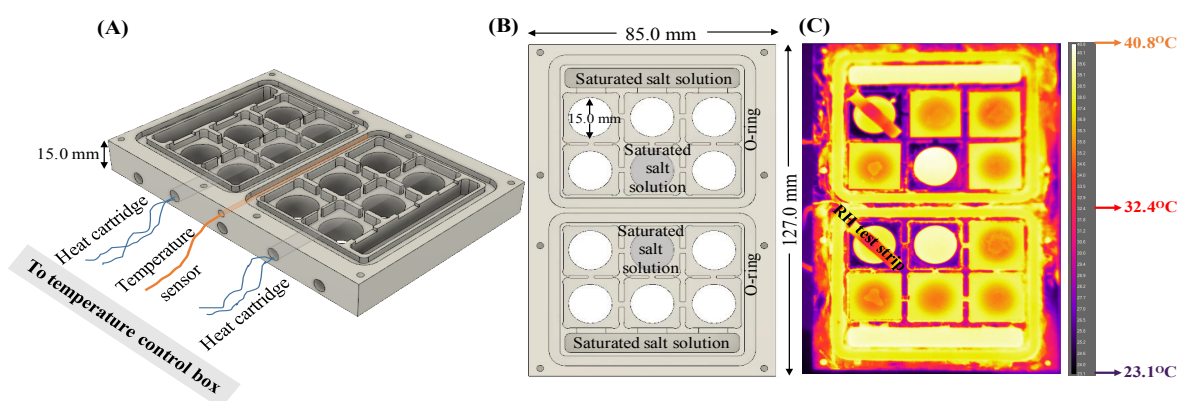 (A)
15.0 mm
Heat cartridge
Temperature
sensor
Heat cartridge
To temperature control box
(B)
85.0 mm
Saturated salt solution
15.0 mm
Saturated
salt
solution
O-ring
Saturated
salt
solution
O-ring
Saturated salt solution
127.0 mm
(C)
RH test strip
40.8°C
32.4°C
23.1°C